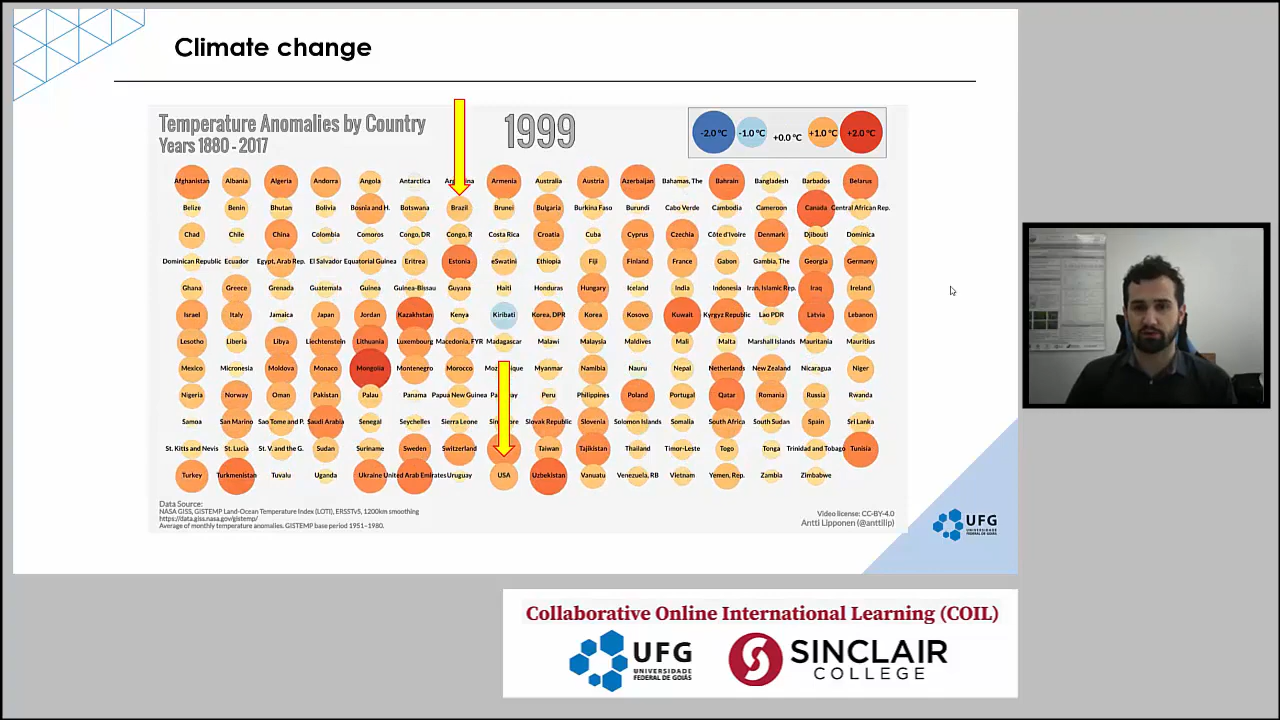 Climate change
Temperature Anomalies by Country
Years 1880 - 2017
1999
-2.0 °C -1.0 °C +0.0 °C +1.0 °C +2.0 °C
Afghanistan Albania Algeria Andorra Angola Antarctica Armenia Australia Austria Azerbaijan Bahamas, The Bahrain Bangladesh Barbados Belarus
Belize Benin Bhutan Bolivia Bosnia and H. Botswana Brazil Brunei Bulgaria Burkina Faso Burundi Cabo Verde Cambodia Cameroon Canada Central African Rep.
Chad Chile China Colombia Comoros Congo, DR Congo, R Costa Rica Croatia Cuba Cyprus Czechia Côte d'Ivoire Denmark Djibouti Dominica
Dominican Republic Ecuador Egypt, Arab Rep. El Salvador Equatorial Guinea Eritrea Estonia eSwatini Ethiopia Fiji Finland France Gabon Gambia, The Georgia Germany
Ghana Greece Grenada Guatemala Guinea Guinea-Bissau Guyana Haiti Honduras Hungary Iceland India Indonesia Iran, Islamic Rep. Iraq Ireland
Israel Italy Jamaica Japan Jordan Kazakhstan Kenya Kiribati Korea, DPR Korea Kosovo Kuwait Kyrgyz Republic Lao PDR Latvia Lebanon
Lesotho Liberia Libya Liechtenstein Lithuania Luxembourg Macedonia, FYR Madagascar Malawi Malaysia Maldives Mali Malta Marshall Islands Mauritania Mauritius
Mexico Micronesia Moldova Monaco Mongolia Montenegro Morocco Myanmar Namibia Nauru Nepal Netherlands New Zealand Nicaragua Niger
Nigeria Norway Oman Pakistan Palau Panama Papua New Guinea Peru Philippines Poland Portugal Qatar Romania Russia Rwanda
Samoa San Marino Sao Tome and P. Saudi Arabia Senegal Seychelles Sierra Leone Slovak Republic Slovenia Solomon Islands Somalia South Africa South Sudan Spain Sri Lanka
St. Kitts and Nevis St. Lucia St. V. and the G. Sudan Suriname Sweden Switzerland Taiwan Tajikistan Thailand Timor-Leste Togo Tonga Trinidad and Tobago Tunisia
Turkey Turkmenistan Tuvalu Uganda Ukraine United Arab Emirates Uruguay USA Uzbekistan Vanuatu Venezuela, RB Vietnam Yemen, Rep. Zambia Zimbabwe
Data Source:
NASA GISS, GISTEMP Land-Ocean Temperature Index (LOTI), ERSSTv5, 1200km smoothing
https://data.giss.nasa.gov/gistemp/
Average of monthly temperature anomalies. GISTEMP base period 1951–1980.
Video license: CC-BY-4.0
Antti Lipponen (@anttilip)
UFG
UNIVERSIDADE
FEDERAL DE GOIÁS
Collaborative Online International Learning (COIL)
UFG
UNIVERSIDADE
FEDERAL DE GOIÁS
SINCLAIR
COLLEGE